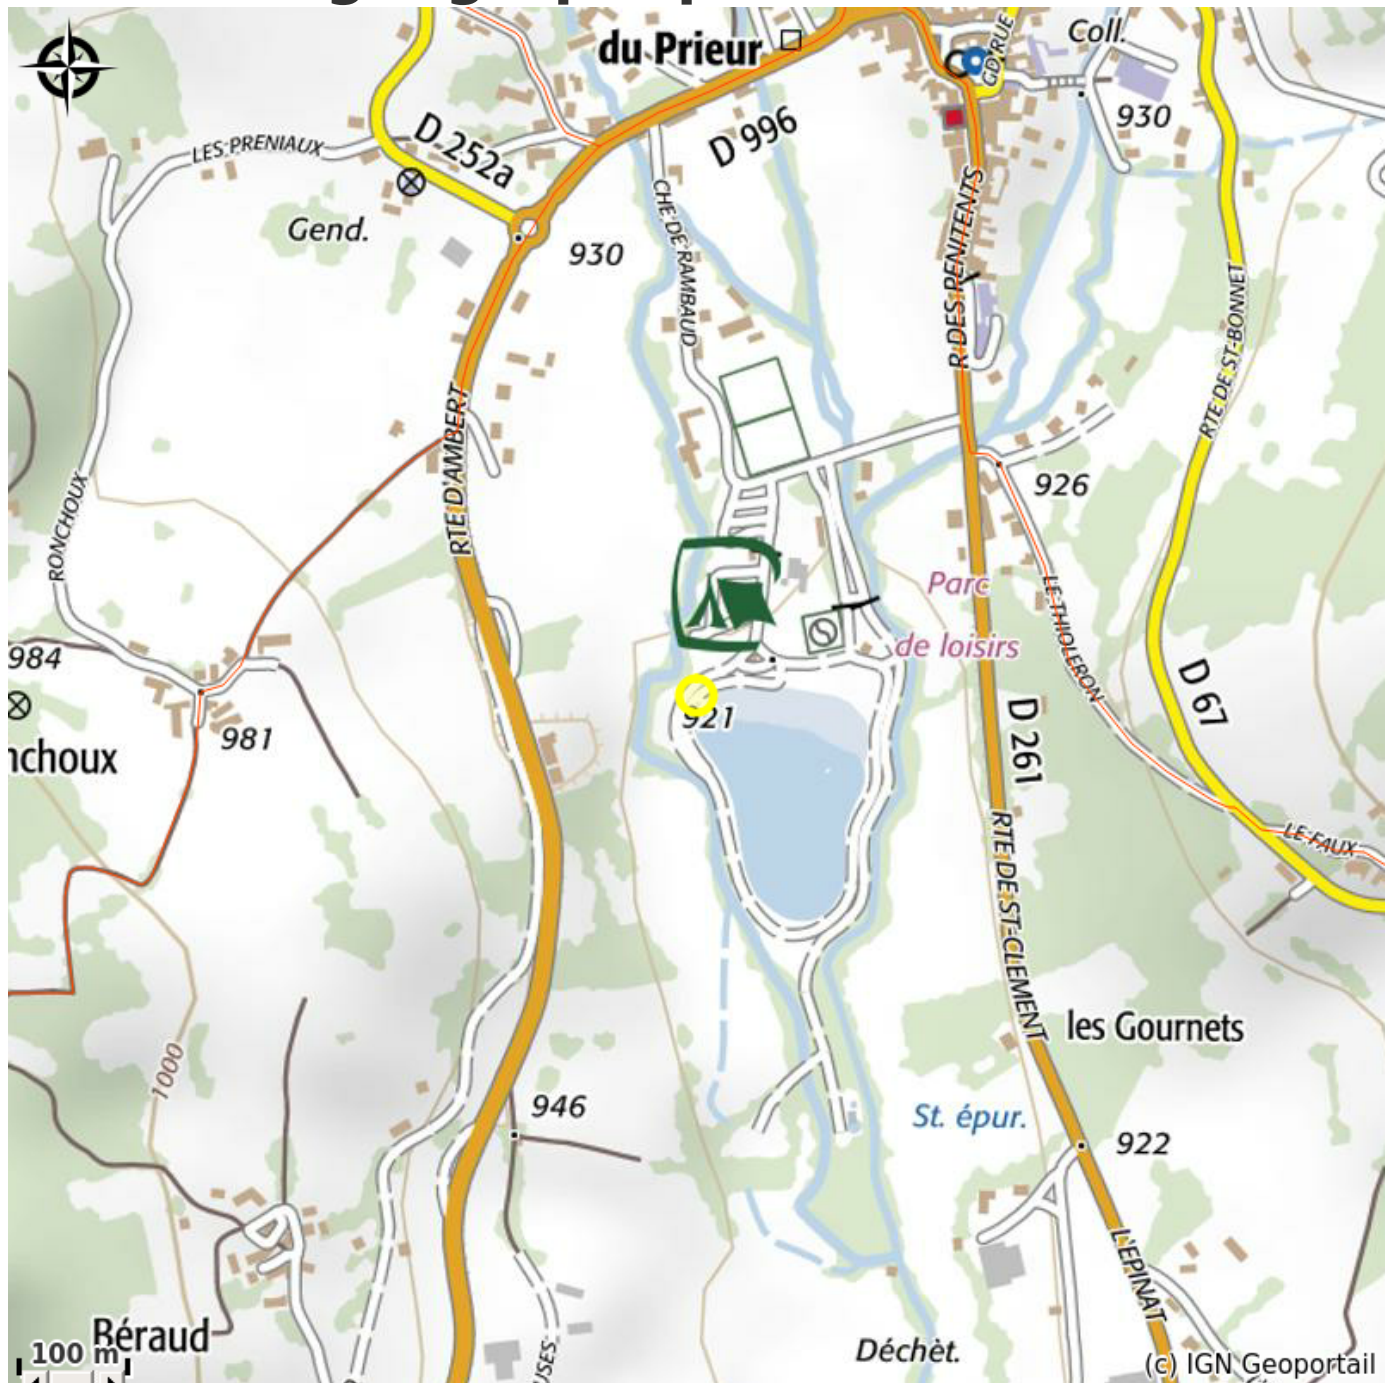 du Prieur
Coll.
GD RUE
930
D 996
D 252a
LES PRENIAUX
Gend.
930
CHE DE RAMBAUD
R DES PENITENTS
RTE DE ST-BONNET
RTE D'AMBERT
926
RONCHOUX
Parc
de loisirs
LE THIOLERON
984
981
921
D 67
D 261
LE FAUX
RTE DE ST-CLEMENT
les Gournets
1000
946
St. épur.
922
L'EPINAT
Béraud
Déchèt.
100 m
(c) IGN Geoportail